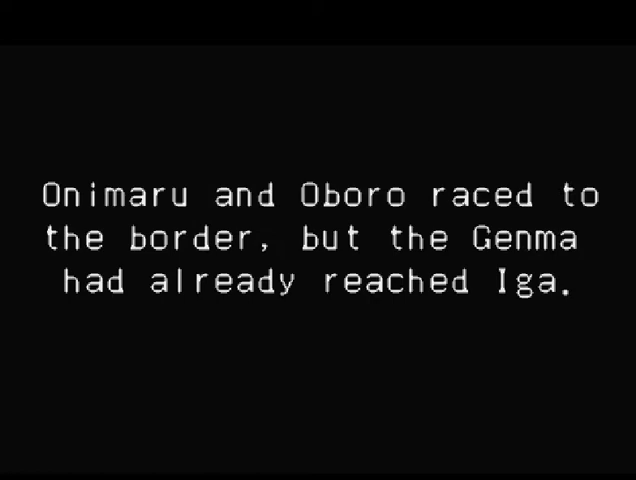 Onimaru and Oboro raced to
the border, but the Genma
had already reached Iga.